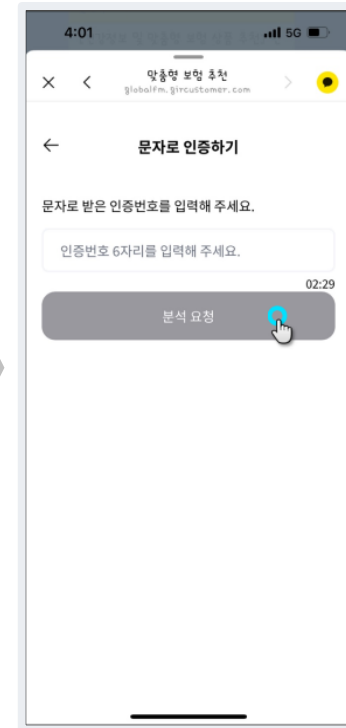 4:01
5G
맞춤형 보험 추천
globalfm.gircustomer.com
문자로 인증하기
문자로 받은 인증번호를 입력해 주세요.
인증번호 6자리를 입력해 주세요.
02:29
분석 요청